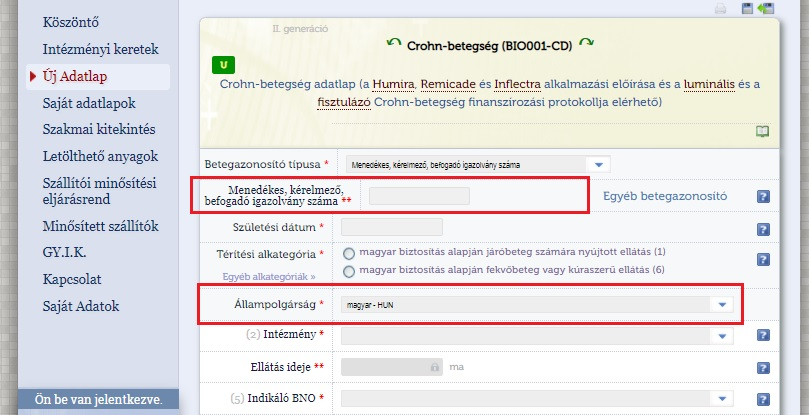 Köszöntő
Intézményi keretek
Új Adatlap
Saját adatlapok
Szakmai kitekintés
Letölthető anyagok
Szállítói minősítési
eljárásrend
Minősített szállítók
GY.I.K.
Kapcsolat
Saját Adatok
Ön be van jelentkezve.
II. generáció
Crohn-betegség (BIO001-CD)
U
Crohn-betegség adatlap (a Humira, Remicade és Inflectra alkalmazási előírása és a luminális és a
fisztulázó Crohn-betegség finanszírozási protokollja elérhető)
Betegazonosító típusa * Menedékes, kérelmező, befogadó igazolvány száma
Menedékes, kérelmező,
befogadó igazolvány száma ** Egyéb betegazonosító ?
Születési dátum * ?
Térítési alkategória * magyar biztosítás alapján járóbeteg számára nyújtott ellátás (1) ?
Egyéb alkategóriák » magyar biztosítás alapján fekvőbeteg vagy kúraszerű ellátás (6)
Állampolgárság * magyar - HUN ?
(2) Intézmény * ?
Ellátás ideje ** ma ?
(5) Indikáló BNO * ?